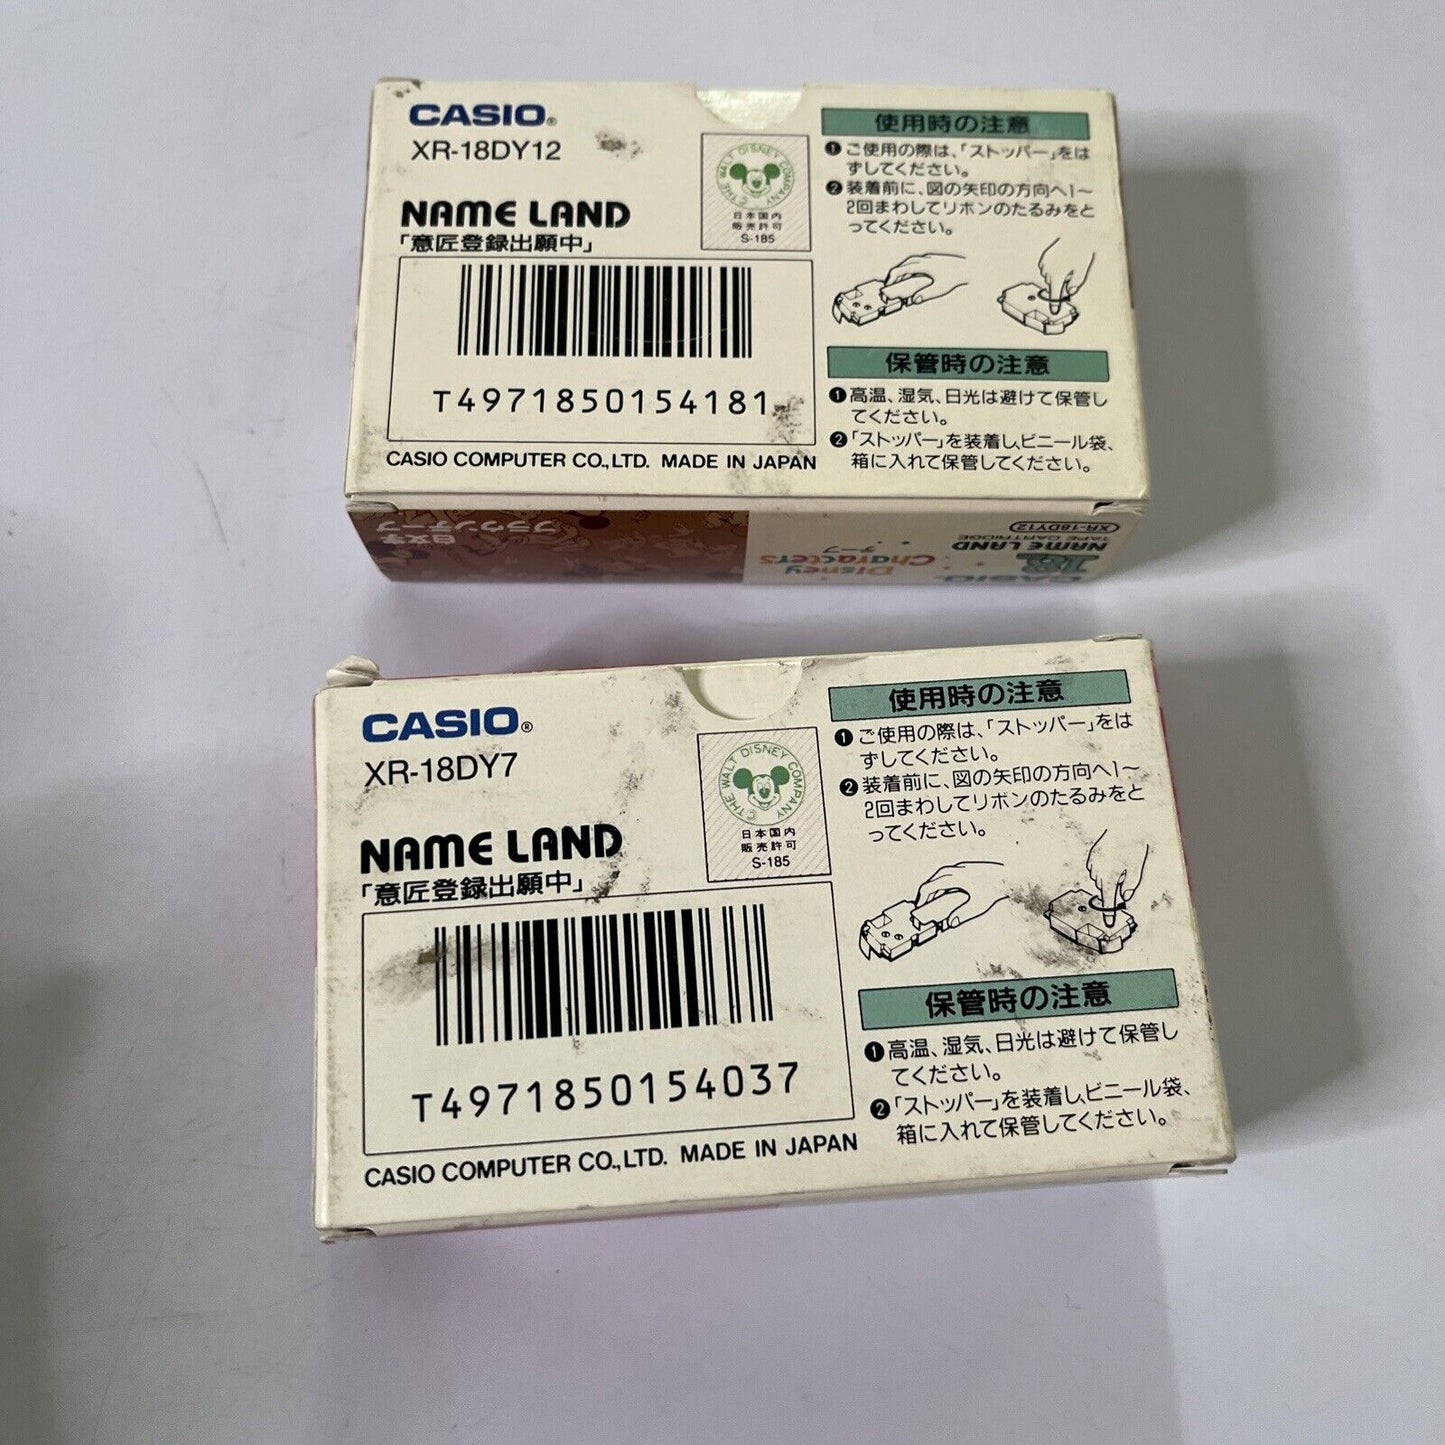 CASIO®
XR-18DY12
NAME LAND
「意匠登録出願中」
T4971850154181
CASIO COMPUTER CO.,LTD. MADE IN JAPAN
© THE WALT DISNEY COMPANY
日本国内
販売許可
S-185
使用時の注意
❶ご使用の際は、「ストッパー」をは
ずしてください。
❷装着前に、図の矢印の方向へ1〜
2回まわしてリボンのたるみをと
ってください。
保管時の注意
❶高温、湿気、日光は避けて保管し
てください。
❷「ストッパー」を装着し、ビニール袋、
箱に入れて保管してください。
白文字
ブラウンテープ
Disney
Characters
テープ
CASIO
18
NAME LAND
TAPE CARTRIDGE
XR-18DY12
CASIO®
XR-18DY7
NAME LAND
「意匠登録出願中」
T4971850154037
CASIO COMPUTER CO.,LTD. MADE IN JAPAN
© THE WALT DISNEY COMPANY
日本国内
販売許可
S-185
使用時の注意
❶ご使用の際は、「ストッパー」をは
ずしてください。
❷装着前に、図の矢印の方向へ1〜
2回まわしてリボンのたるみをと
ってください。
保管時の注意
❶高温、湿気、日光は避けて保管し
てください。
❷「ストッパー」を装着し、ビニール袋、
箱に入れて保管してください。